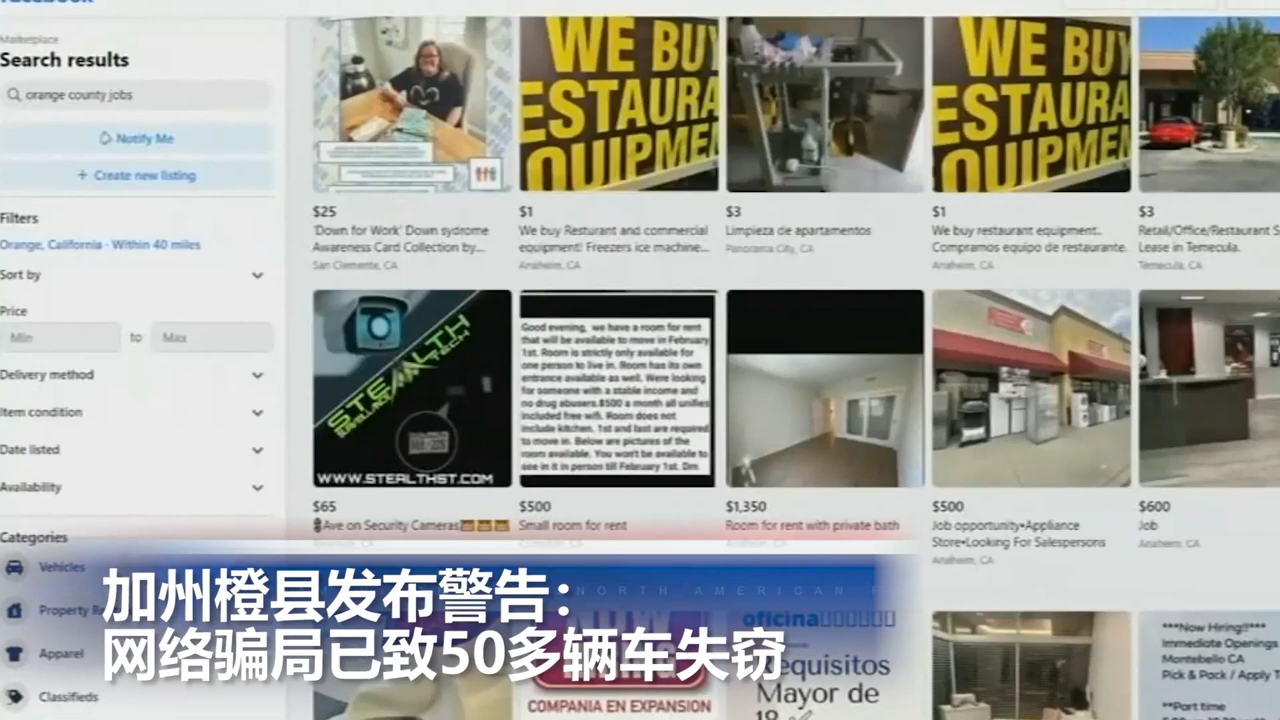 facebook
Marketplace
Search results
orange county jobs
Notify Me
+ Create new listing
Filters
Orange, California · Within 40 miles
Sort by
Price
Min to Max
Delivery method
Item condition
Date listed
Availability
Categories
Vehicles
Apparel
Classifieds
WE BUY
ESTAURA
QUIPMEN
WE BUY
ESTAURA
QUIPMEN
$25
'Down for Work' Down sydrome
Awareness Card Collection by...
San Clemente, CA
$1
We buy Resturant and commercial
equipment! Freezers ice machine...
Anaheim, CA
$3
Limpieza de apartamentos
Panorama City, CA
$1
We buy restaurant equipment..
Compramos equipo de restaurante.
Anaheim, CA
$3
Retail/Office/Restaurant S
Lease in Temecula.
Temecula, CA
STEALTH
WWW.STEALTHST.COM
Good evening, we have a room for rent
that will be available to move in February
1st. Room is strictly only available for
one person to live in. Room has its own
entrance available as well. Were looking
for someone with a stable income and
no drug abusers.$500 a month all unilies
included free wifi. Room does not
include kitchen. 1st and last are required
to move in. Below are pictures of the
room available. You won't be available to
see in it in person till February 1st. Dm
$65
Ave on Security Cameras
$500
Small room for rent
$1,350
Room for rent with private bath
Anaheim, CA
$500
Job opportunity•Appliance
Store•Looking For Salespersons
Anaheim, CA
$600
Job
Anaheim, CA
NORTH AMERICAN
加州橙县发布警告：
网络骗局已致50多辆车失窃
COMPANIA EN EXPANSION
oficina
equisitos
Mayor de
18
***Now Hiring!!***
Immediate Openings
Montebello CA
Pick & Pack / Apply T
**Part time